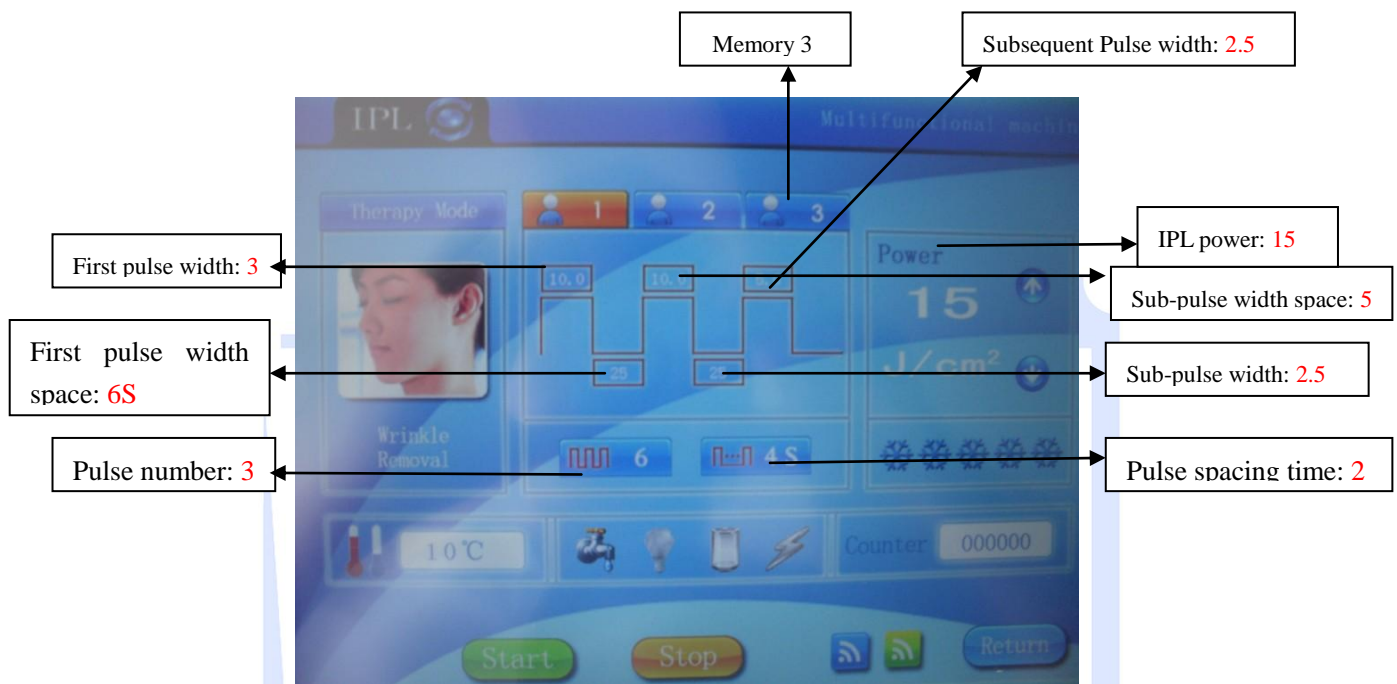 Memory 3
Subsequent Pulse width: 2.5
IPL
Multifunctional machin
Therapy Mode
1
2
3
First pulse width: 3
IPL power: 15
Power
10.0
10.0
15
Sub-pulse width space: 5
First pulse width
space: 6S
25
25
J/cm²
Sub-pulse width: 2.5
Wrinkle
Removal
6
4 S
Pulse number: 3
Pulse spacing time: 2
10℃
Counter
000000
Start
Stop
Return